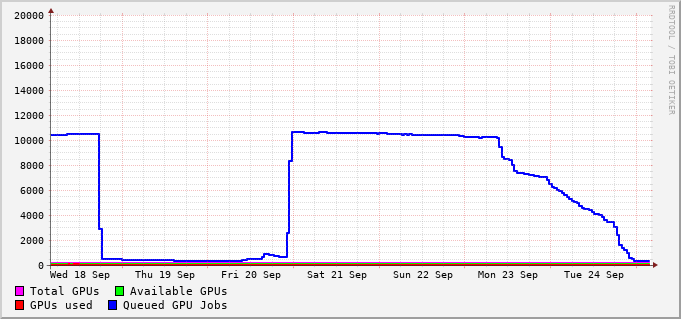 20000
18000
16000
14000
12000
10000
8000
6000
4000
2000
0
Wed 18 Sep Thu 19 Sep Fri 20 Sep Sat 21 Sep Sun 22 Sep Mon 23 Sep Tue 24 Sep
Total GPUs Available GPUs
GPUs used Queued GPU Jobs
RRDTOOL / TOBI OETIKER